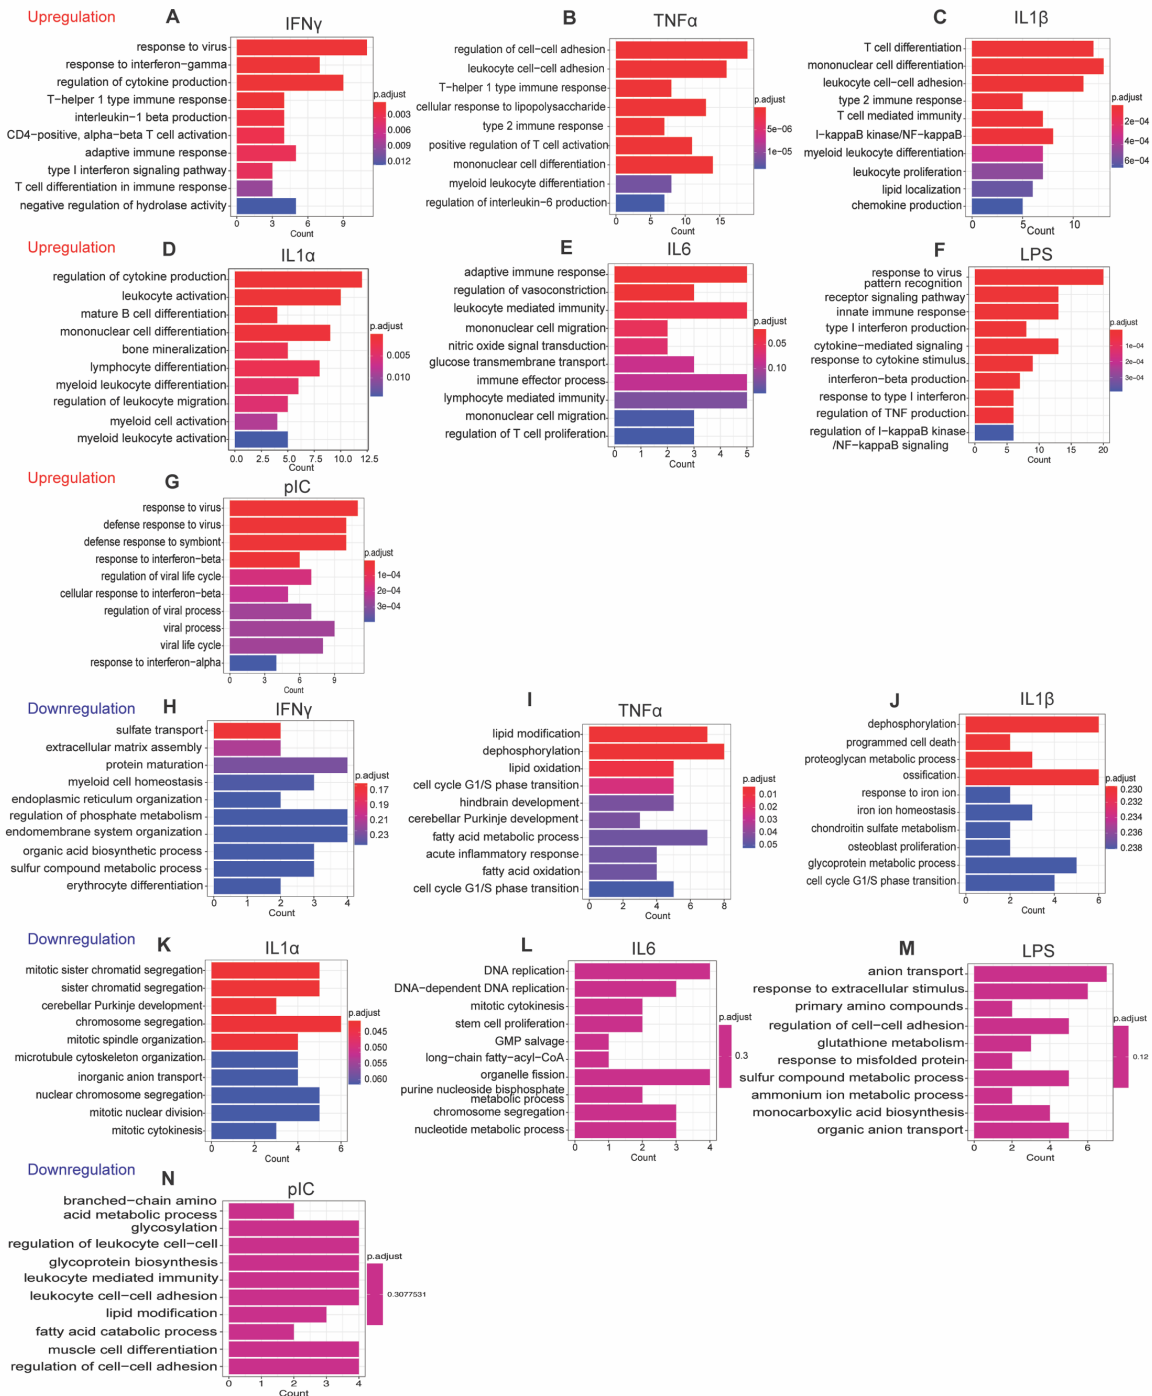 Upregulation
A
IFNγ
response to virus
response to interferon-gamma
regulation of cytokine production
T-helper 1 type immune response
interleukin-1 beta production
CD4-positive, alpha-beta T cell activation
adaptive immune response
type I interferon signaling pathway
T cell differentiation in immune response
negative regulation of hydrolase activity
0 3 6 9
Count
p.adjust
0.003
0.006
0.009
0.012
B
TNFα
regulation of cell-cell adhesion
leukocyte cell-cell adhesion
T-helper 1 type immune response
cellular response to lipopolysaccharide
type 2 immune response
positive regulation of T cell activation
mononuclear cell differentiation
myeloid leukocyte differentiation
regulation of interleukin-6 production
0 5 10 15
Count
p.adjust
5e-06
1e-05
C
IL1β
T cell differentiation
mononuclear cell differentiation
leukocyte cell-cell adhesion
type 2 immune response
T cell mediated immunity
I-kappaB kinase/NF-kappaB
myeloid leukocyte differentiation
leukocyte proliferation
lipid localization
chemokine production
0 5 10
Count
p.adjust
2e-04
4e-04
6e-04
Upregulation
D
IL1α
regulation of cytokine production
leukocyte activation
mature B cell differentiation
mononuclear cell differentiation
bone mineralization
lymphocyte differentiation
myeloid leukocyte differentiation
regulation of leukocyte migration
myeloid cell activation
myeloid leukocyte activation
0.0 2.5 5.0 7.5 10.0 12.5
Count
p.adjust
0.005
0.010
E
IL6
adaptive immune response
regulation of vasoconstriction
leukocyte mediated immunity
mononuclear cell migration
nitric oxide signal transduction
glucose transmembrane transport
immune effector process
lymphocyte mediated immunity
mononuclear cell migration
regulation of T cell proliferation
0 1 2 3 4 5
Count
p.adjust
0.05
0.10
F
LPS
response to virus
pattern recognition
receptor signaling pathway
innate immune response
type I interferon production
cytokine-mediated signaling
response to cytokine stimulus
interferon-beta production
response to type I interferon
regulation of TNF production
regulation of I-kappaB kinase
/NF-kappaB signaling
0 5 10 15 20
Count
p.adjust
1e-04
2e-04
3e-04
Upregulation
G
pIC
response to virus
defense response to virus
defense response to symbiont
response to interferon-beta
regulation of viral life cycle
cellular response to interferon-beta
regulation of viral process
viral process
viral life cycle
response to interferon-alpha
0 3 6 9
Count
p.adjust
1e-04
2e-04
3e-04
Downregulation
H
IFNγ
sulfate transport
extracellular matrix assembly
protein maturation
myeloid cell homeostasis
endoplasmic reticulum organization
regulation of phosphate metabolism
endomembrane system organization
organic acid biosynthetic process
sulfur compound metabolic process
erythrocyte differentiation
0 1 2 3 4
Count
p.adjust
0.17
0.19
0.21
0.23
I
TNFα
lipid modification
dephosphorylation
lipid oxidation
cell cycle G1/S phase transition
hindbrain development
cerebellar Purkinje development
fatty acid metabolic process
acute inflammatory response
fatty acid oxidation
cell cycle G1/S phase transition
0 2 4 6 8
Count
p.adjust
0.01
0.02
0.03
0.04
0.05
J
IL1β
dephosphorylation
programmed cell death
proteoglycan metabolic process
ossification
response to iron ion
iron ion homeostasis
chondroitin sulfate metabolism
osteoblast proliferation
glycoprotein metabolic process
cell cycle G1/S phase transition
0 2 4 6
Count
p.adjust
0.230
0.232
0.234
0.236
0.238
Downregulation
K
IL1α
mitotic sister chromatid segregation
sister chromatid segregation
cerebellar Purkinje development
chromosome segregation
mitotic spindle organization
microtubule cytoskeleton organization
inorganic anion transport
nuclear chromosome segregation
mitotic nuclear division
mitotic cytokinesis
0 2 4 6
Count
p.adjust
0.045
0.050
0.055
0.060
L
IL6
DNA replication
DNA-dependent DNA replication
mitotic cytokinesis
stem cell proliferation
GMP salvage
long-chain fatty-acyl-CoA
organelle fission
purine nucleoside bisphosphate
metabolic process
chromosome segregation
nucleotide metabolic process
0 1 2 3 4
Count
p.adjust
0.3
M
LPS
anion transport
response to extracellular stimulus
primary amino compounds
regulation of cell-cell adhesion
glutathione metabolism
response to misfolded protein
sulfur compound metabolic process
ammonium ion metabolic process
monocarboxylic acid biosynthesis
organic anion transport
0 2 4 6
Count
p.adjust
0.12
Downregulation
N
pIC
branched-chain amino
acid metabolic process
glycosylation
regulation of leukocyte cell-cell
glycoprotein biosynthesis
leukocyte mediated immunity
leukocyte cell-cell adhesion
lipid modification
fatty acid catabolic process
muscle cell differentiation
regulation of cell-cell adhesion
0 1 2 3 4
Count
p.adjust
0.3077531